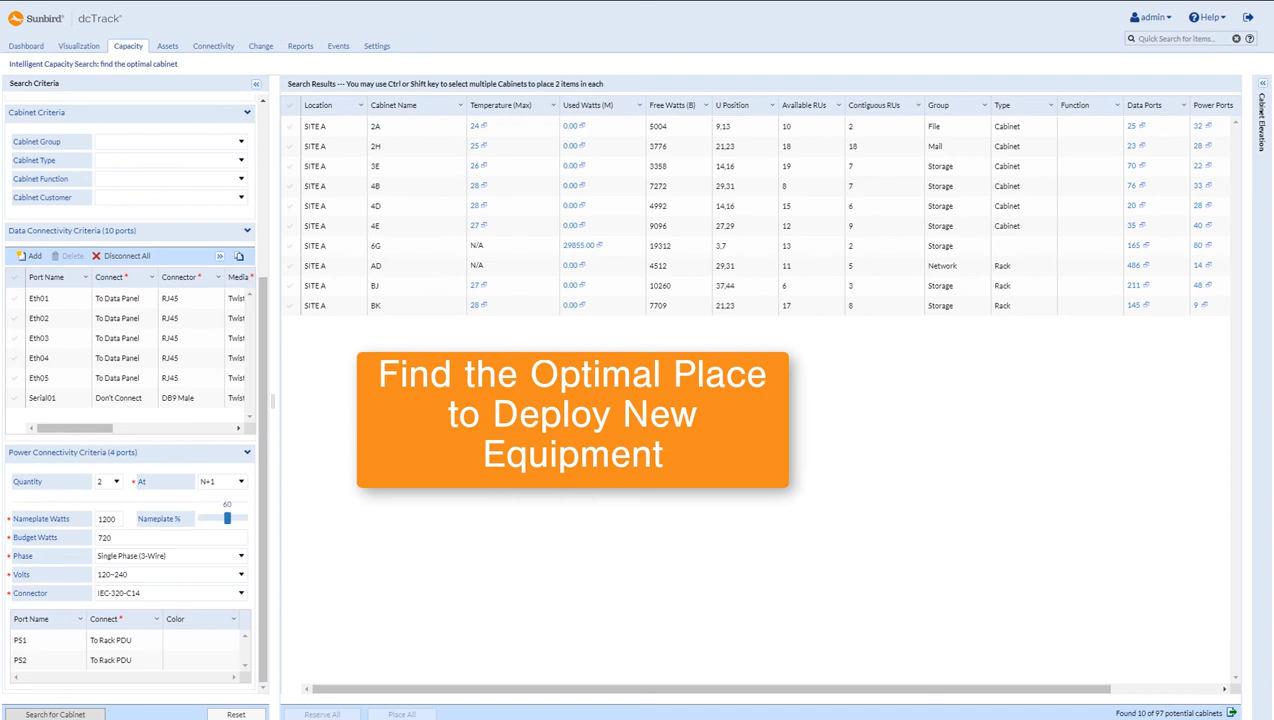 Sunbird® dcTrack®
admin
Help
Dashboard Visualization Capacity Assets Connectivity Change Reports Events Settings
Quick Search for items...
Intelligent Capacity Search: find the optimal cabinet
Search Criteria
Cabinet Criteria
Cabinet Group
Cabinet Type
Cabinet Function
Cabinet Customer
Data Connectivity Criteria (10 ports)
Add Delete Disconnect All
Port Name Connect * Connector * Media *
Eth01 To Data Panel RJ45 Twist
Eth02 To Data Panel RJ45 Twist
Eth03 To Data Panel RJ45 Twist
Eth04 To Data Panel RJ45 Twist
Eth05 To Data Panel RJ45 Twist
Serial01 Don't Connect DB9 Male Twist
Power Connectivity Criteria (4 ports)
Quantity 2 * At N+1
60
* Nameplate Watts 1200 Nameplate %
* Budget Watts 720
* Phase Single Phase (3-Wire)
* Volts 120~240
* Connector IEC-320-C14
Port Name Connect * Color
PS1 To Rack PDU
PS2 To Rack PDU
Search for Cabinet Reset
Search Results --- You may use Ctrl or Shift key to select multiple Cabinets to place 2 items in each
Location Cabinet Name Temperature (Max) Used Watts (M) Free Watts (B) U Position Available RUs Contiguous RUs Group Type Function Data Ports Power Ports
SITE A 2A 24 0.00 5004 9,13 10 2 File Cabinet 25 32
SITE A 2H 25 0.00 3776 21,23 18 18 Mail Cabinet 23 28
SITE A 3E 26 0.00 3358 14,16 19 7 Storage Cabinet 70 22
SITE A 4B 28 0.00 7272 29,31 8 7 Storage Cabinet 76 33
SITE A 4D 28 0.00 4992 14,16 15 6 Storage Cabinet 20 28
SITE A 4E 27 0.00 9096 27,29 12 9 Storage Cabinet 35 40
SITE A 6G N/A 29855.00 19312 3,7 13 2 Storage Cabinet 165 80
SITE A AD N/A 0.00 4512 29,31 11 5 Network Rack 486 14
SITE A BJ 27 0.00 10260 37,44 6 3 Storage Rack 211 48
SITE A BK 28 0.00 7709 21,23 17 8 Storage Rack 145 9
Find the Optimal Place
to Deploy New
Equipment
Reserve All Place All
Found 10 of 97 potential cabinets
Cabinet Elevation